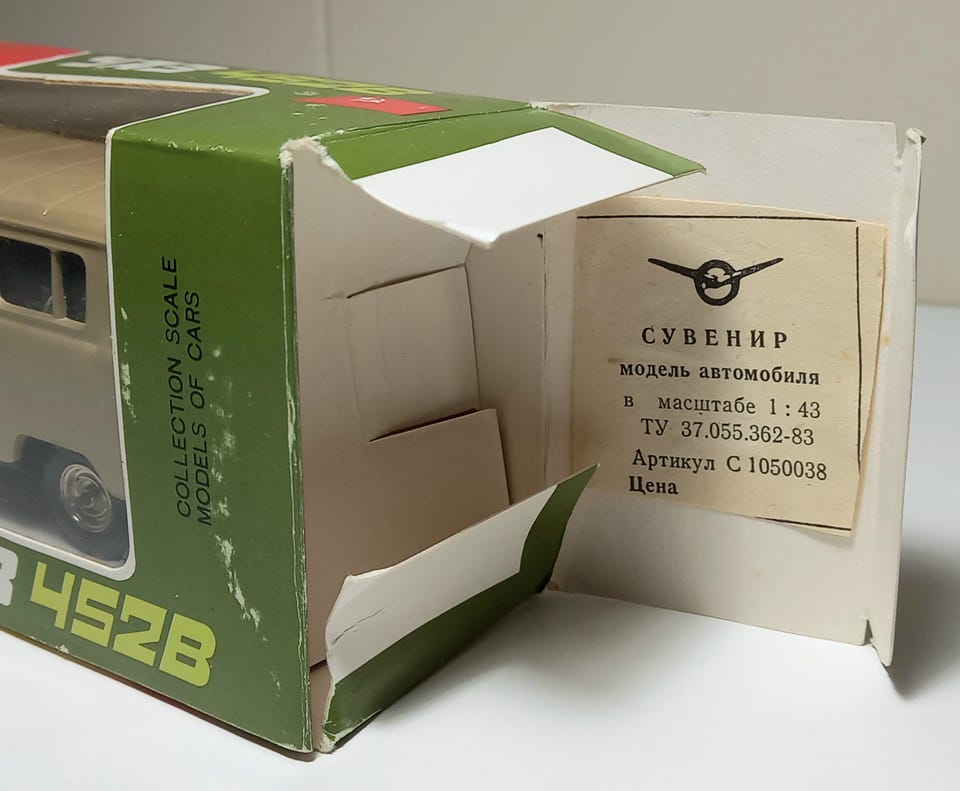 COLLECTION SCALE
MODELS OF CARS
452В
СУВЕНИР
модель автомобиля
в масштабе 1 : 43
ТУ 37.055.362-83
Артикул С 1050038
Цена